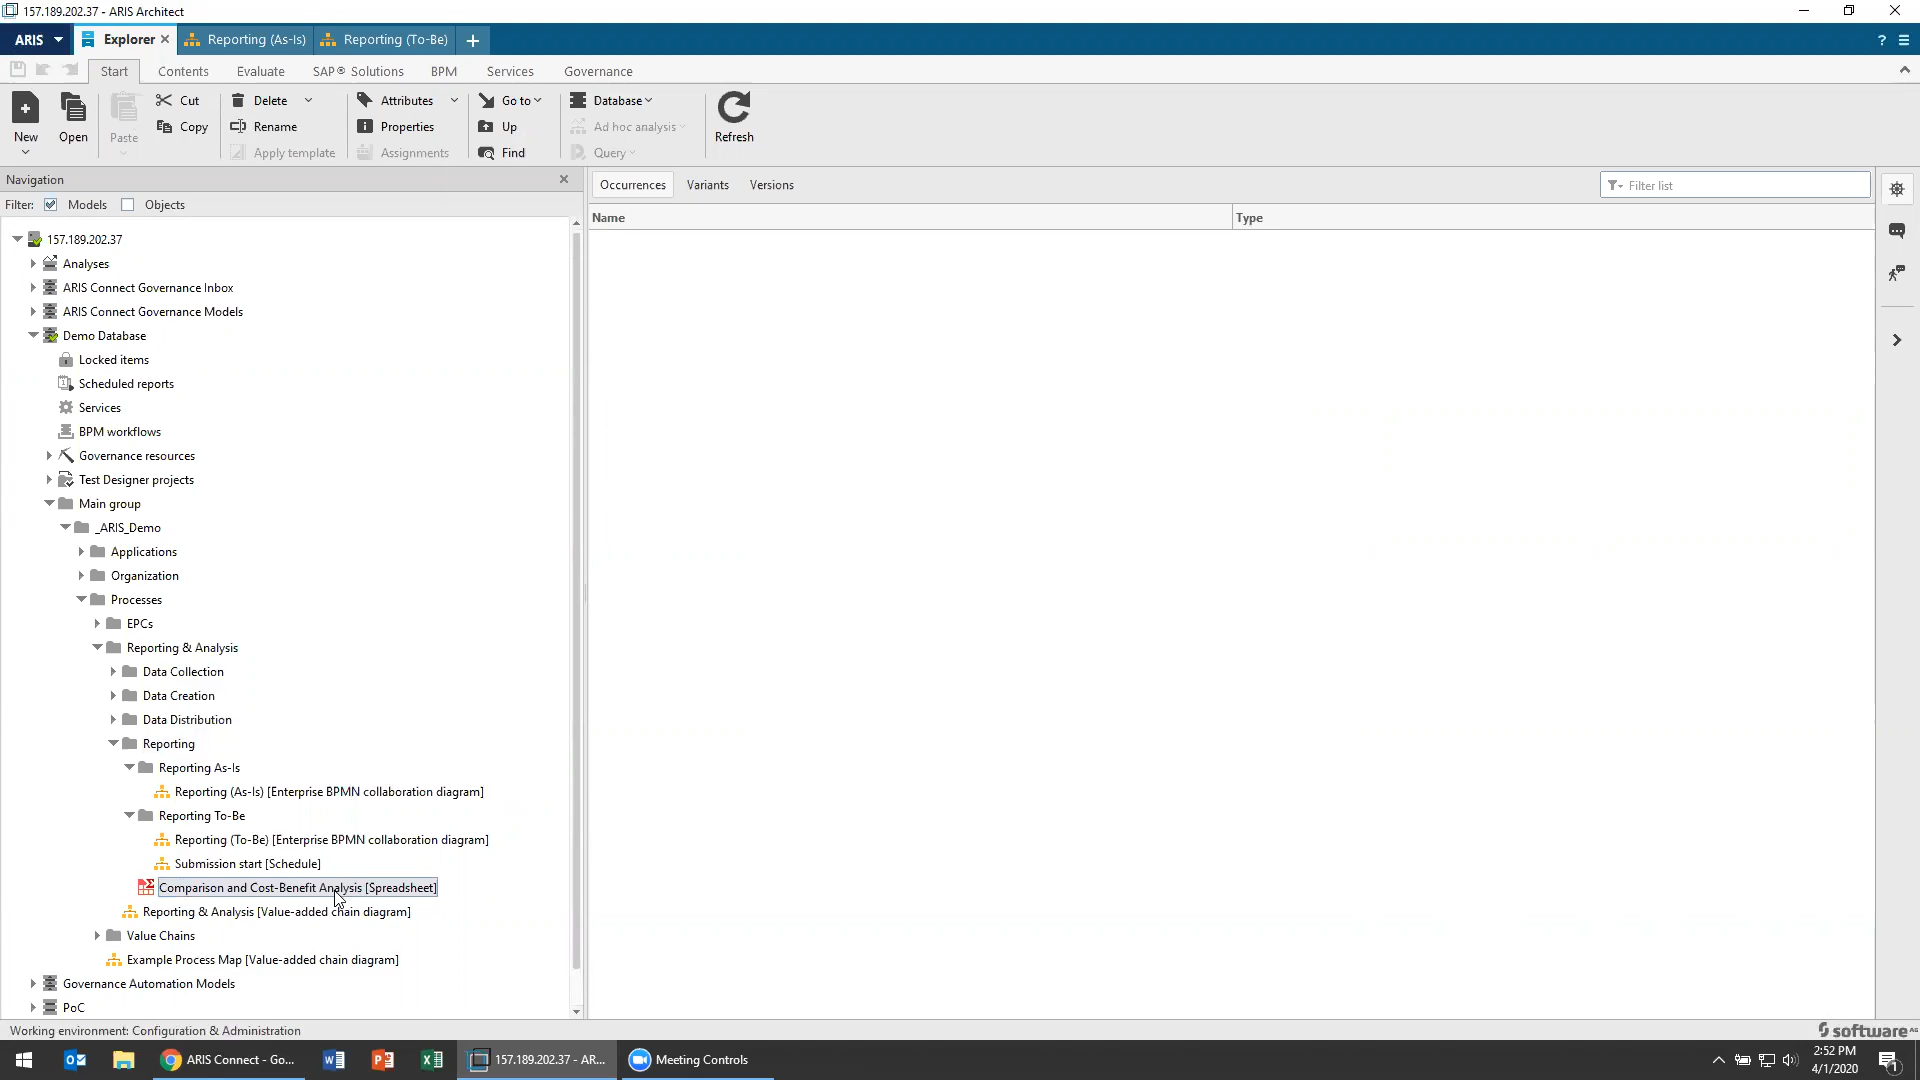 157.189.202.37 - ARIS Architect
ARIS
Explorer
Reporting (As-Is)
Reporting (To-Be)
Start
Contents
Evaluate
SAP® Solutions
BPM
Services
Governance
New
Open
Paste
Cut
Copy
Delete
Rename
Apply template
Attributes
Properties
Assignments
Go to
Up
Find
Database
Ad hoc analysis
Query
Refresh
Navigation
Filter: Models Objects
157.189.202.37
Analyses
ARIS Connect Governance Inbox
ARIS Connect Governance Models
Demo Database
Locked items
Scheduled reports
Services
BPM workflows
Governance resources
Test Designer projects
Main group
_ARIS_Demo
Applications
Organization
Processes
EPCs
Reporting & Analysis
Data Collection
Data Creation
Data Distribution
Reporting
Reporting As-Is
Reporting (As-Is) [Enterprise BPMN collaboration diagram]
Reporting To-Be
Reporting (To-Be) [Enterprise BPMN collaboration diagram]
Submission start [Schedule]
Comparison and Cost-Benefit Analysis [Spreadsheet]
Reporting & Analysis [Value-added chain diagram]
Value Chains
Example Process Map [Value-added chain diagram]
Governance Automation Models
PoC
Occurrences
Variants
Versions
Filter list
Name
Type
Working environment: Configuration & Administration
software AG
ARIS Connect - Go...
157.189.202.37 - AR...
Meeting Controls
2:52 PM
4/1/2020
1